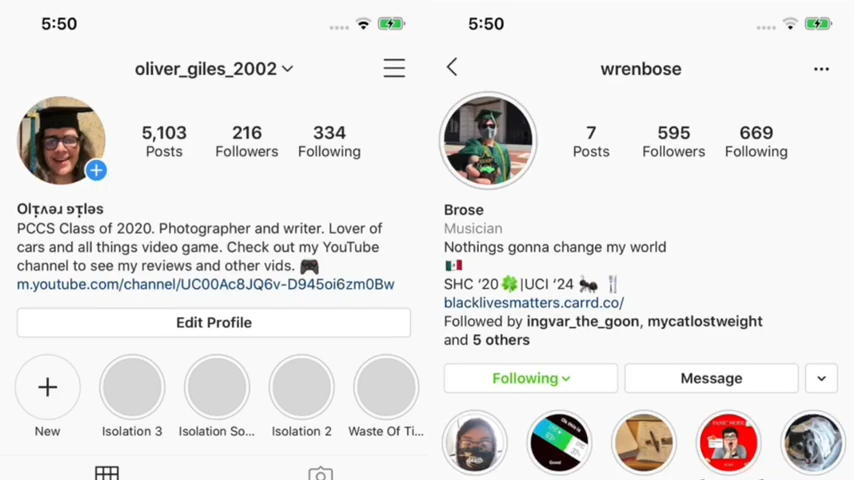 5:50
oliver_giles_2002
5,103 216 334
Posts Followers Following
PCCS Class of 2020. Photographer and writer. Lover of
cars and all things video game. Check out my YouTube
channel to see my reviews and other vids. 🎮
m.youtube.com/channel/UC00Ac8JQ6v-D945oi6zm0Bw
Edit Profile
New Isolation 3 Isolation So... Isolation 2 Waste Of Ti...
5:50
wrenbose
7 595 669
Posts Followers Following
Brose
Musician
Nothings gonna change my world
🇲🇽
SHC ‘20🍀|UCI ‘24 🐜 🍴
blacklivesmatters.carrd.co/
Followed by ingvar_the_goon, mycatlostweight
and 5 others
Following
Message